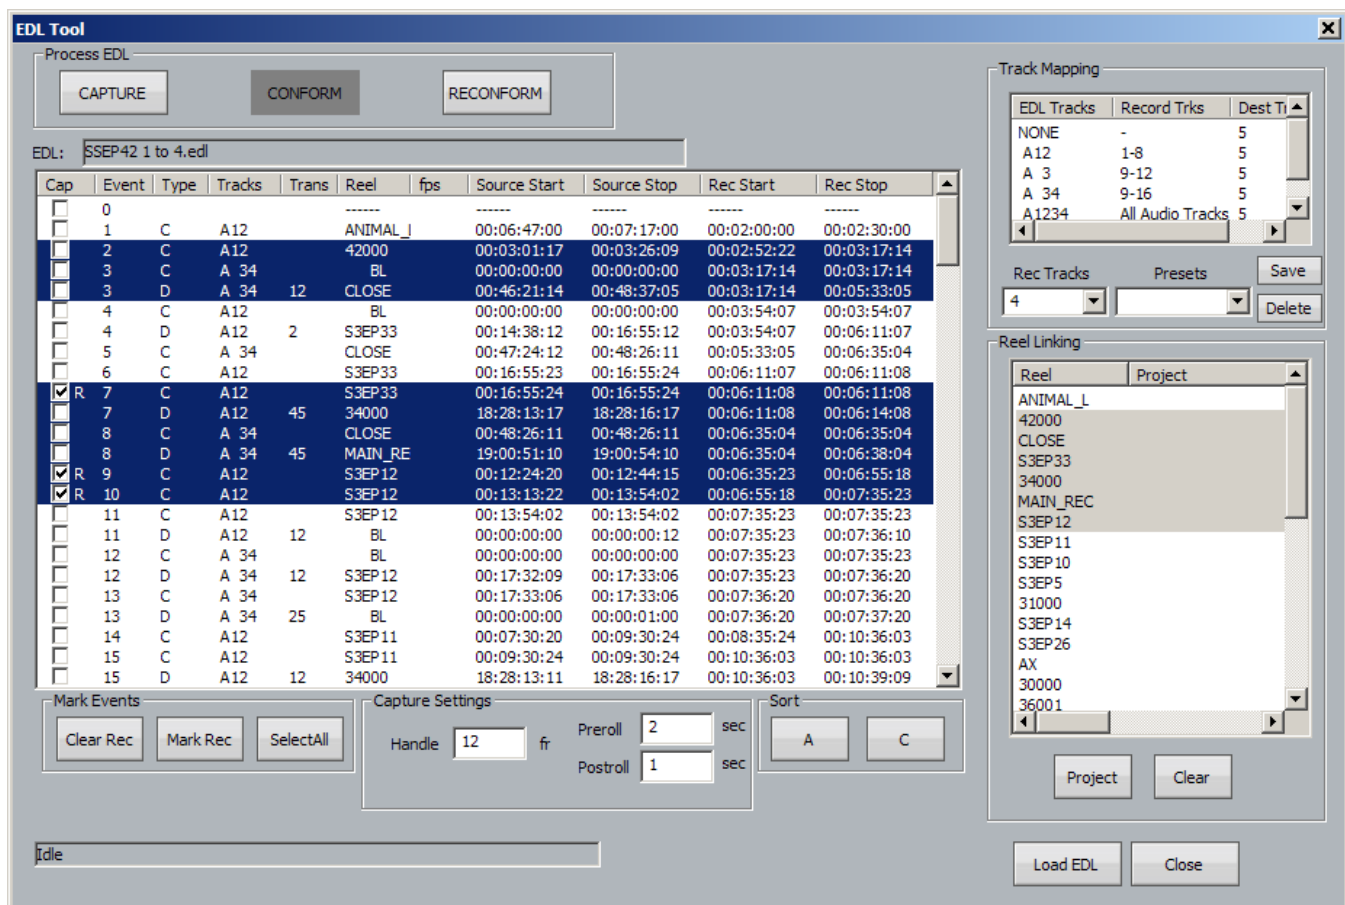 EDL Tool
Process EDL
CAPTURE CONFORM RECONFORM
EDL: SSEP42 1 to 4.edl
Cap Event Type Tracks Trans Reel fps Source Start Source Stop Rec Start Rec Stop
0 ------ ------ ------ ------ ------
1 C A12 ANIMAL_I 00:06:47:00 00:07:17:00 00:02:00:00 00:02:30:00
2 C A12 42000 00:03:01:17 00:03:26:09 00:02:52:22 00:03:17:14
3 C A 34 BL 00:00:00:00 00:00:00:00 00:03:17:14 00:03:17:14
3 D A 34 12 CLOSE 00:46:21:14 00:48:37:05 00:03:17:14 00:05:33:05
4 C A12 BL 00:00:00:00 00:00:00:00 00:03:54:07 00:03:54:07
4 D A12 2 S3EP33 00:14:38:12 00:16:55:12 00:03:54:07 00:06:11:07
5 C A 34 CLOSE 00:47:24:12 00:48:26:11 00:05:33:05 00:06:35:04
6 C A12 S3EP33 00:16:55:23 00:16:55:24 00:06:11:07 00:06:11:08
R 7 C A12 S3EP33 00:16:55:24 00:16:55:24 00:06:11:08 00:06:11:08
7 D A12 45 34000 18:28:13:17 18:28:16:17 00:06:11:08 00:06:14:08
8 C A 34 CLOSE 00:48:26:11 00:48:26:11 00:06:35:04 00:06:35:04
8 D A 34 45 MAIN_RE 19:00:51:10 19:00:54:10 00:06:35:04 00:06:38:04
R 9 C A12 S3EP12 00:12:24:20 00:12:44:15 00:06:35:23 00:06:55:18
R 10 C A12 S3EP12 00:13:13:22 00:13:54:02 00:06:55:18 00:07:35:23
11 C A12 S3EP12 00:13:54:02 00:13:54:02 00:07:35:23 00:07:35:23
11 D A12 12 BL 00:00:00:00 00:00:00:12 00:07:35:23 00:07:36:10
12 C A 34 BL 00:00:00:00 00:00:00:00 00:07:35:23 00:07:35:23
12 D A 34 12 S3EP12 00:17:32:09 00:17:33:06 00:07:35:23 00:07:36:20
13 C A 34 S3EP12 00:17:33:06 00:17:33:06 00:07:36:20 00:07:36:20
13 D A 34 25 BL 00:00:00:00 00:00:01:00 00:07:36:20 00:07:37:20
14 C A12 S3EP11 00:07:30:20 00:09:30:24 00:08:35:24 00:10:36:03
15 C A12 S3EP11 00:09:30:24 00:09:30:24 00:10:36:03 00:10:36:03
15 D A12 12 34000 18:28:13:11 18:28:16:17 00:10:36:03 00:10:39:09
Mark Events
Clear Rec Mark Rec SelectAll
Capture Settings
Handle 12 fr
Preroll 2 sec
Postroll 1 sec
Sort
A C
Idle
Track Mapping
EDL Tracks Record Trks Dest Tr
NONE - 5
A12 1-8 5
A 3 9-12 5
A 34 9-16 5
A1234 All Audio Tracks 5
Rec Tracks Presets Save
4 Delete
Reel Linking
Reel Project
ANIMAL_L
42000
CLOSE
S3EP33
34000
MAIN_REC
S3EP12
S3EP11
S3EP10
S3EP5
31000
S3EP14
S3EP26
AX
30000
36001
Project Clear
Load EDL Close